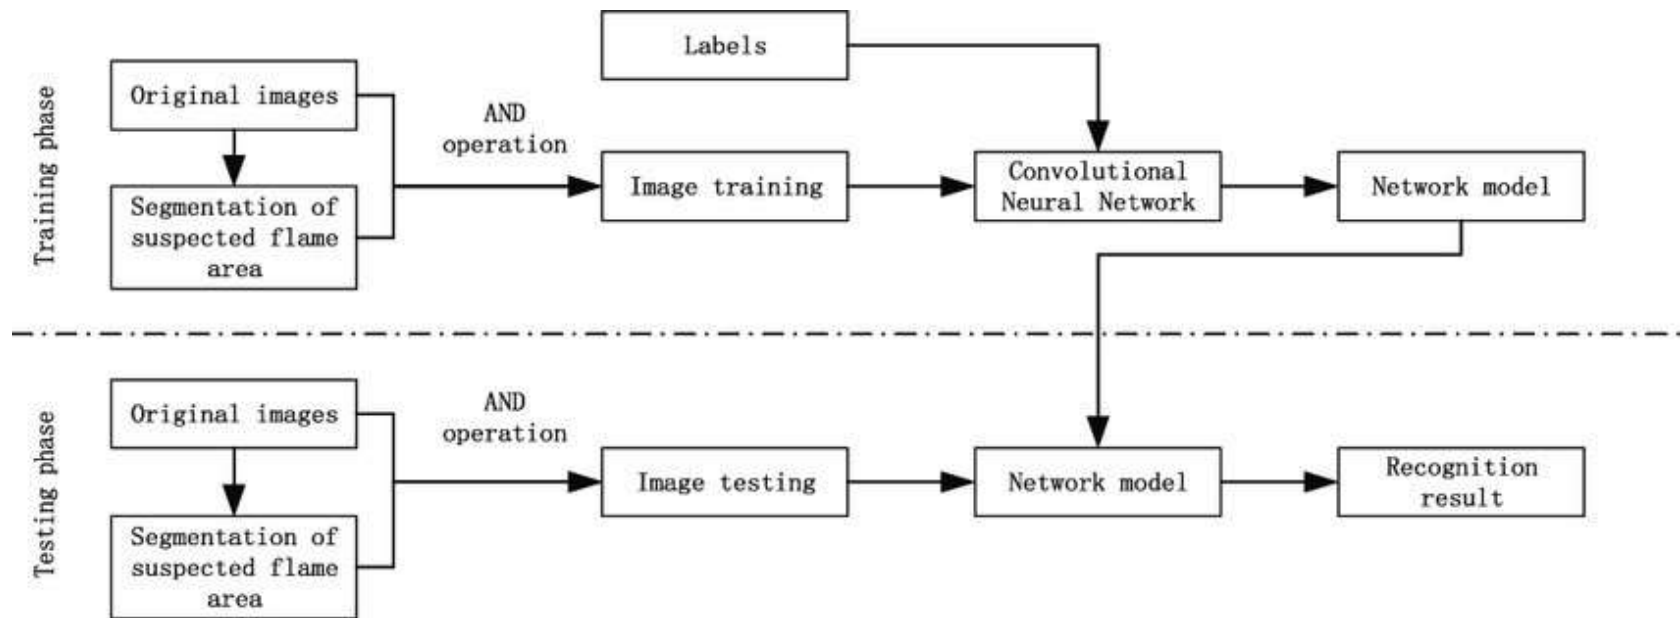 Training phase
Labels
Original images
AND
operation
Segmentation of
suspected flame
area
Image training
Convolutional
Neural Network
Network model
Testing phase
Original images
AND
operation
Segmentation of
suspected flame
area
Image testing
Network model
Recognition
result